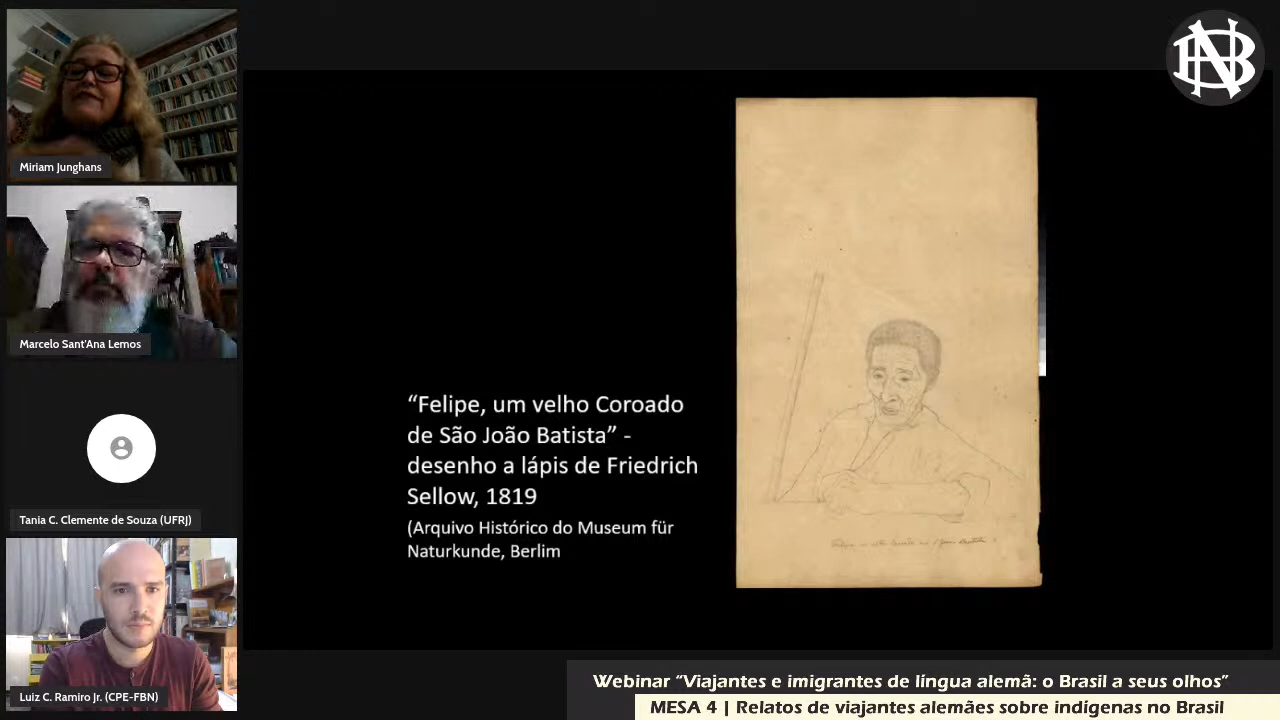 Miriam Junghans
Marcelo Sant'Ana Lemos
Tania C. Clemente de Souza (UFRJ)
Luiz C. Ramiro Jr. (CPE-FBN)
“Felipe, um velho Coroado
de São João Batista” -
desenho a lápis de Friedrich
Sellow, 1819
(Arquivo Histórico do Museum für
Naturkunde, Berlim
Webinar “Viajantes e imigrantes de língua alemã: o Brasil a seus olhos”
MESA 4 | Relatos de viajantes alemães sobre indígenas no Brasil